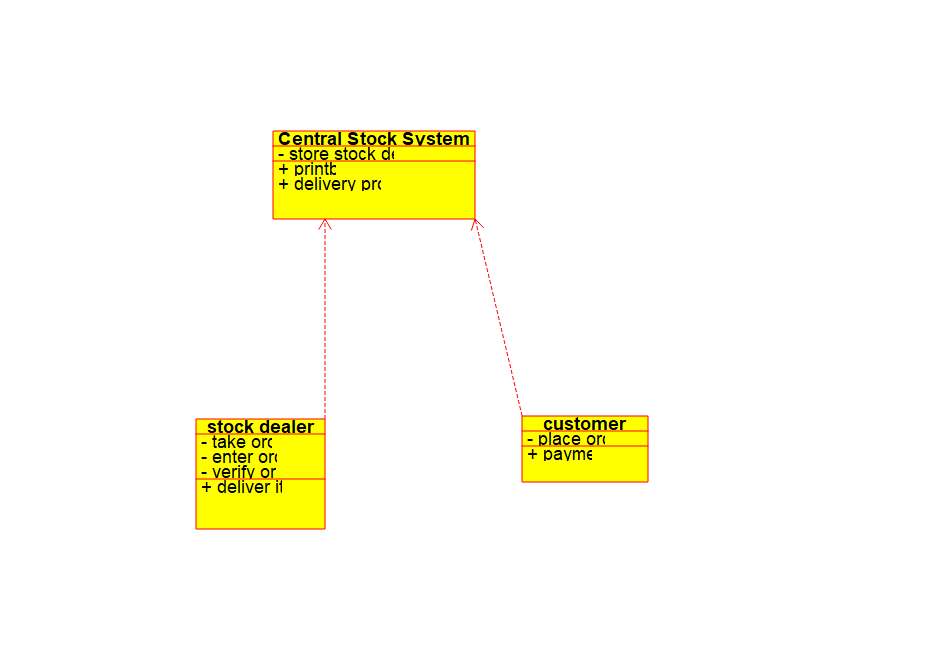 Central Stock System
- store stock de
+ printb
+ delivery pro
stock dealer
- take orc
- enter orc
- verify or
+ deliver it
customer
- place orc
+ payme